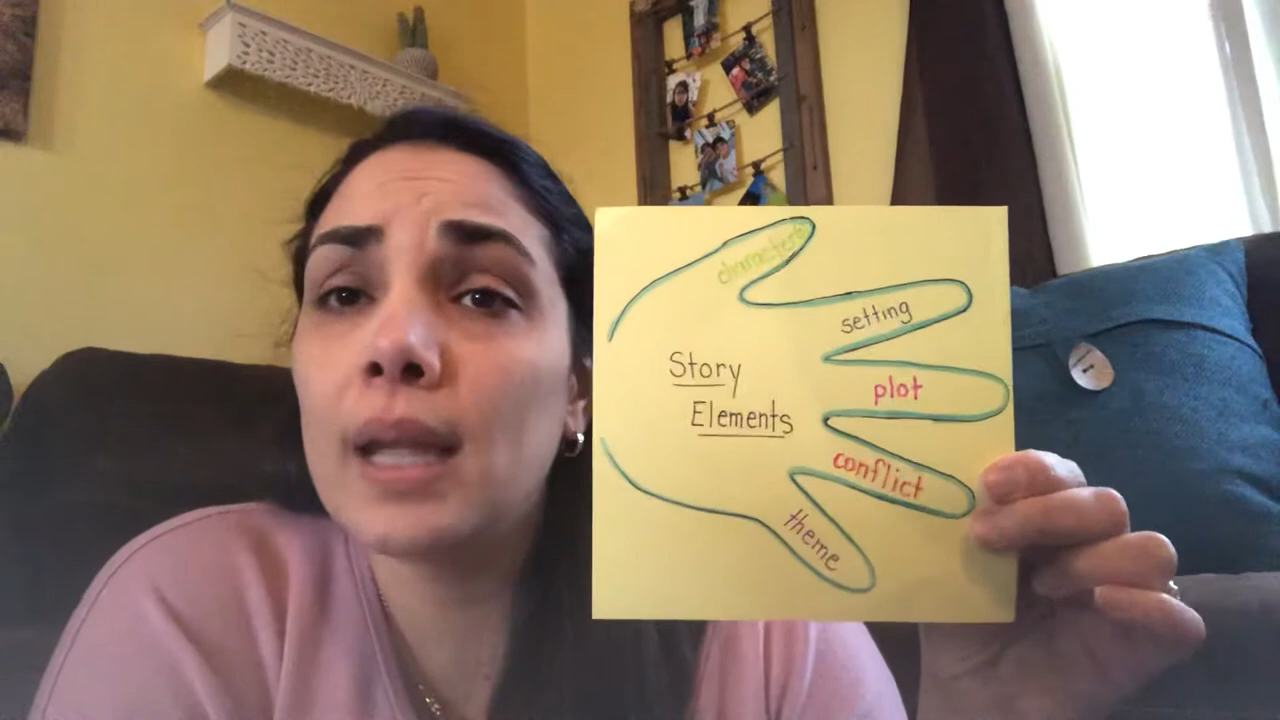 characters
setting
Story
plot
Elements
conflict
theme